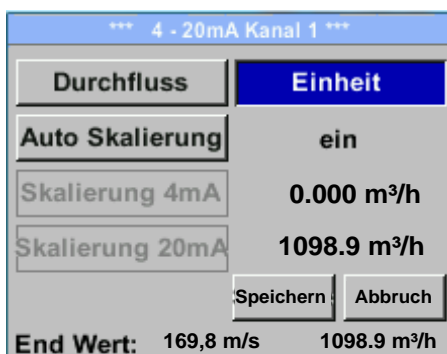 *** 4 - 20mA Kanal 1 ***
Durchfluss Einheit
Auto Skalierung ein
Skalierung 4mA 0.000 m³/h
Skalierung 20mA 1098.9 m³/h
Speichern Abbruch
End Wert: 169,8 m/s 1098.9 m³/h